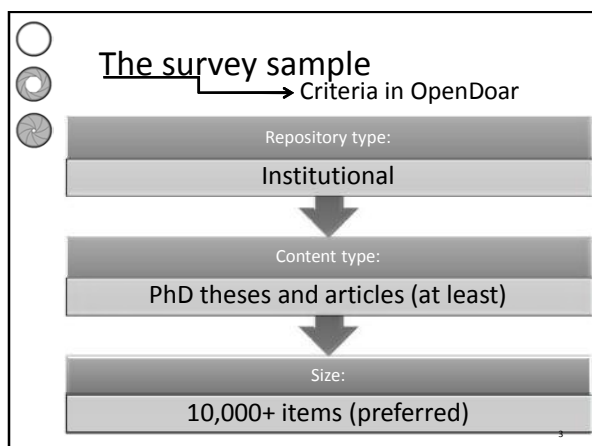 The survey sample
Criteria in OpenDoar
Repository type:
Institutional
Content type:
PhD theses and articles (at least)
Size:
10,000+ items (preferred)
3